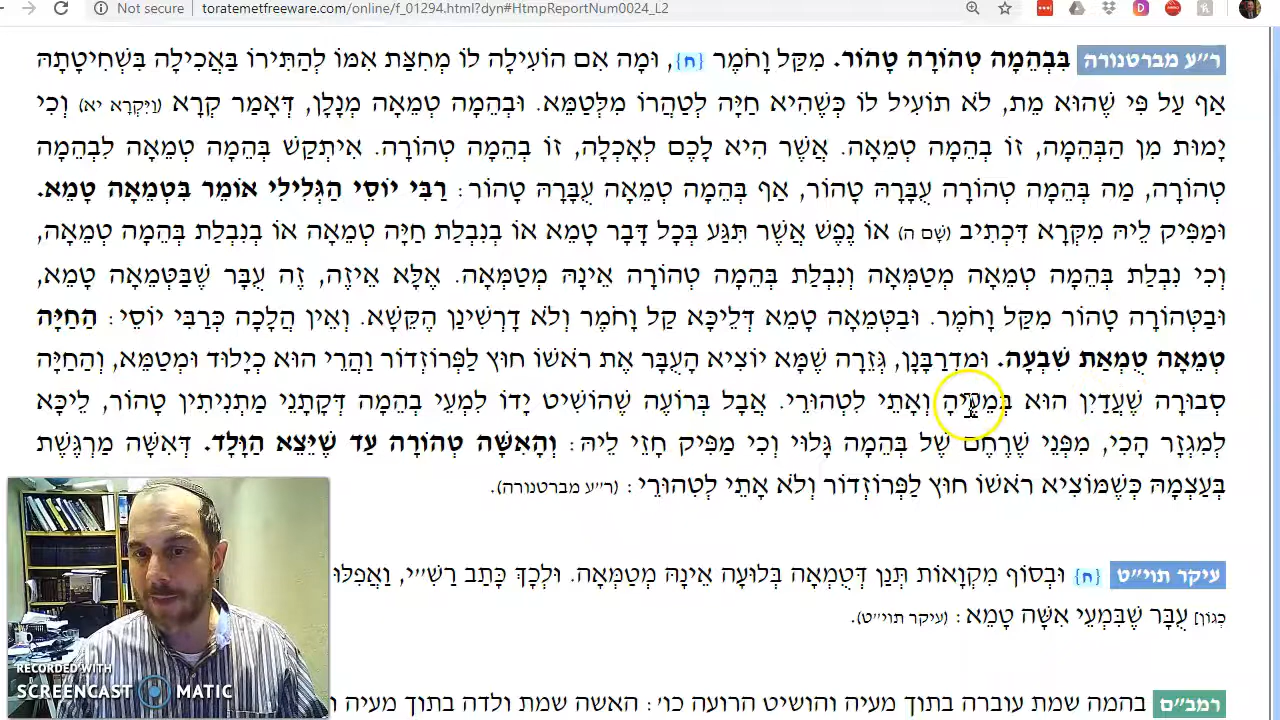 Not secure | toratemetfreeware.com/online/f_01294.html?dyn#HtmpReportNum0024_L2
ר"ע מברטנורה בִּבְהֵמָה טְהוֹרָה טָהוֹר. מִקַּל וָחֹמֶר {ח}, וּמָה אִם הוֹעִילָה לוֹ מְחִצַּת אִמּוֹ לְהַתִּירוֹ בַּאֲכִילָה בִּשְׁחִיטָתָהּ
אַף עַל פִּי שֶׁהוּא מֵת, לֹא תוֹעִיל לוֹ כְּשֶׁהִיא חַיָּה לְטַהֲרוֹ מִלְּטַמֵּא. וּבְהֵמָה טְמֵאָה מְנָלָן, דְּאָמַר קְרָא (וַיִּקְרָא יא) וְכִי
יָמוּת מִן הַבְּהֵמָה, זוֹ בְהֵמָה טְמֵאָה. אֲשֶׁר הִיא לָכֶם לְאָכְלָה, זוֹ בְהֵמָה טְהוֹרָה. אִיתְקַשׁ בְּהֵמָה טְמֵאָה לִבְהֵמָה
טְהוֹרָה, מַה בְּהֵמָה טְהוֹרָה עֻבָּרָהּ טָהוֹר, אַף בְּהֵמָה טְמֵאָה עֻבָּרָהּ טָהוֹר: רַבִּי יוֹסֵי הַגְּלִילִי אוֹמֵר בִּטְמֵאָה טָמֵא.
וּמַפִּיק לֵיהּ מִקְּרָא דִּכְתִיב (שָׁם ה) אוֹ נֶפֶשׁ אֲשֶׁר תִּגַּע בְּכָל דָּבָר טָמֵא אוֹ בְנִבְלַת חַיָּה טְמֵאָה אוֹ בְּנִבְלַת בְּהֵמָה טְמֵאָה,
וְכִי נִבְלַת בְּהֵמָה טְמֵאָה מְטַמְּאָה וְנִבְלַת בְּהֵמָה טְהוֹרָה אֵינָהּ מְטַמְּאָה. אֶלָּא אֵיזֶה, זֶה עֻבָּר שֶׁבַּטְּמֵאָה טָמֵא,
וּבַטְּהוֹרָה טָהוֹר מִקַּל וָחֹמֶר. וּבַטְּמֵאָה טָמֵא דְּלֵיכָּא קַל וָחֹמֶר וְלֹא דָרְשִׁינַן הֶקֵּשָׁא. וְאֵין הֲלָכָה כְּרַבִּי יוֹסֵי: הַחַיָּה
טְמֵאָה טֻמְאַת שִׁבְעָה. וּמִדְּרַבָּנָן, גְּזֵרָה שֶׁמָּא יוֹצִיא הָעֻבָּר אֶת רֹאשׁוֹ חוּץ לַפְּרוֹזְדוֹר וַהֲרֵי הוּא כְיָלוּד וּמְטַמֵּא, וְהַחַיָּה
סְבוּרָה שֶׁעֲדַיִן הוּא בְּמֵעֶיהָ וְאָתֵי לְטַהוֹרֵי. אֲבָל בְּרוֹעֶה שֶׁהוֹשִׁיט יָדוֹ לִמְעֵי בְהֵמָה דְּקָתָנֵי מַתְנִיתִין טָהוֹר, לֵיכָּא
לְמִגְזַר הָכִי, מִפְּנֵי שֶׁרֶחֶם שֶׁל בְּהֵמָה גָּלוּי וְכִי מַפִּיק חָזֵי לֵיהּ: וְהָאִשָּׁה טְהוֹרָה עַד שֶׁיֵּצֵא הַוָּלָד. דְּאִשָּׁה מַרְגֶּשֶׁת
בְּעַצְמָהּ כְּשֶׁמּוֹצִיא רֹאשׁוֹ חוּץ לַפְּרוֹזְדוֹר וְלֹא אָתֵי לְטִהוּרֵי: (ר"ע מברטנורה).
עיקר תוי"ט {ח} וּבְסוֹף מִקְוָאוֹת תְּנַן דְּטֻמְאָה בְּלוּעָה אֵינָהּ מְטַמְּאָה. וּלְכָךְ כָּתַב רַשִׁ"י, וַאֲפִלּוּ
[כְּגוֹן] עֻבָּר שֶׁבִּמְעֵי אִשָּׁה טָמֵא: (עיקר תוי"ט).
רמב"ם בהמה שמת עוברה בתוך מעיה והושיט הרועה כו': האשה שמת ולדה בתוך מעיה
RECORDED WITH
SCREENCAST MATIC